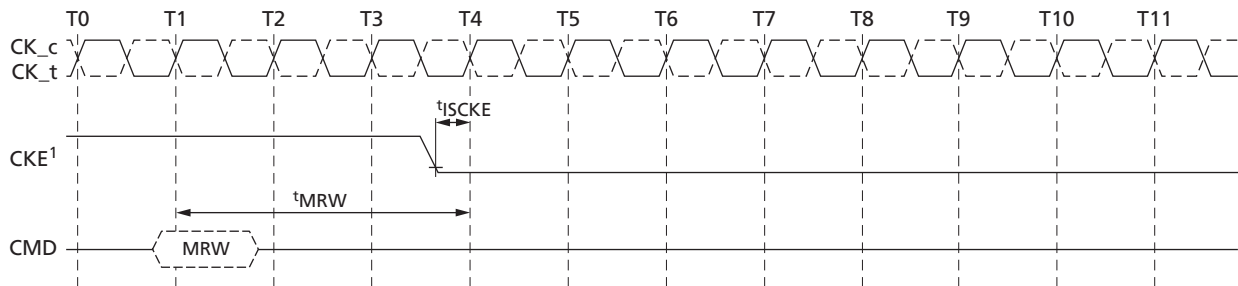 T0 T1 T2 T3 T4 T5 T6 T7 T8 T9 T10 T11
CK_c
CK_t
tISCKE
CKE1
tMRW
CMD MRW